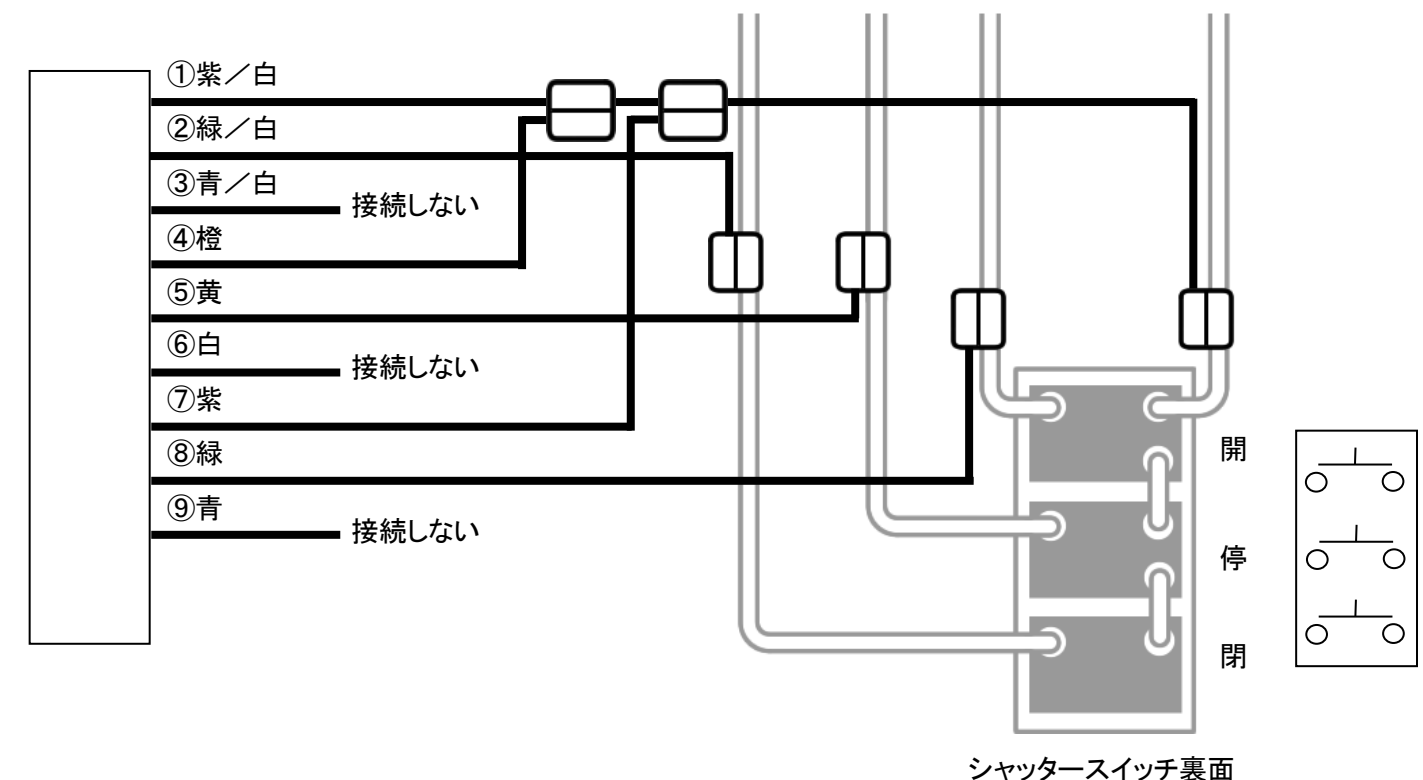 ①紫／白
②緑／白
③青／白
接続しない
④橙
⑤黄
⑥白
接続しない
⑦紫
⑧緑
⑨青
接続しない
開
停
閉
シャッタースイッチ裏面